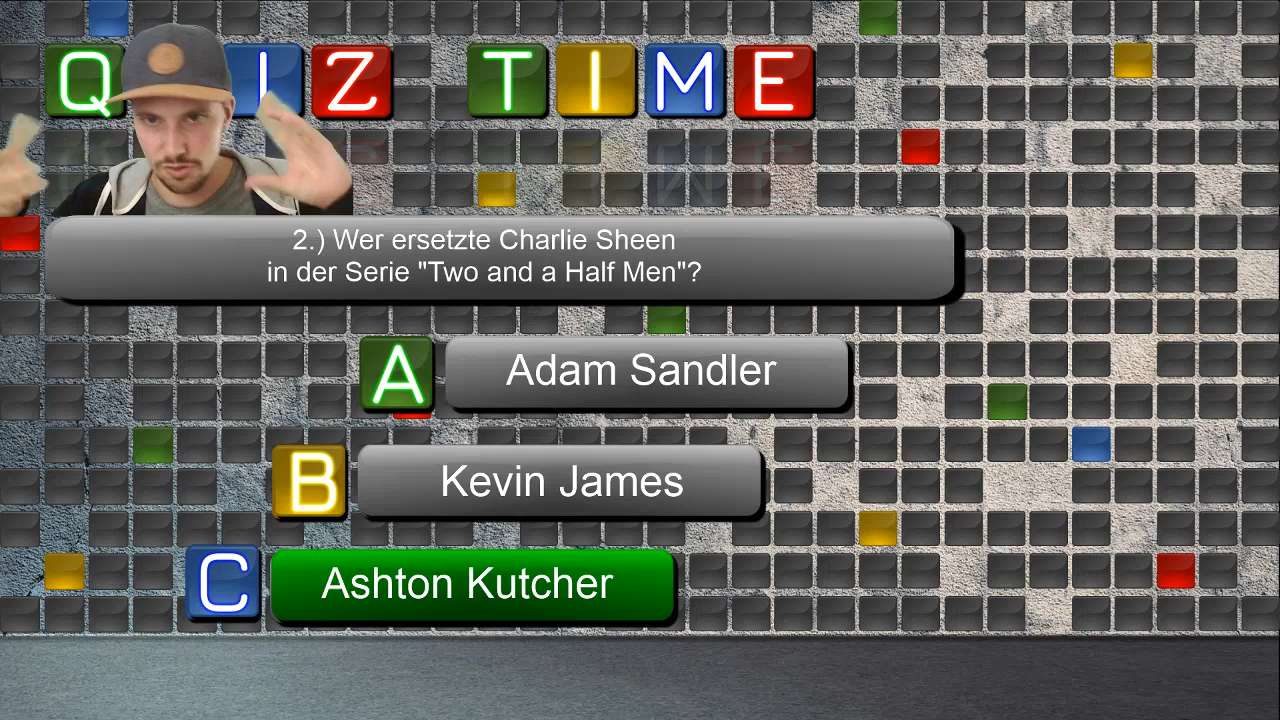 Q IZ TIME
2.) Wer ersetzte Charlie Sheen
in der Serie "Two and a Half Men"?
A Adam Sandler
B Kevin James
C Ashton Kutcher